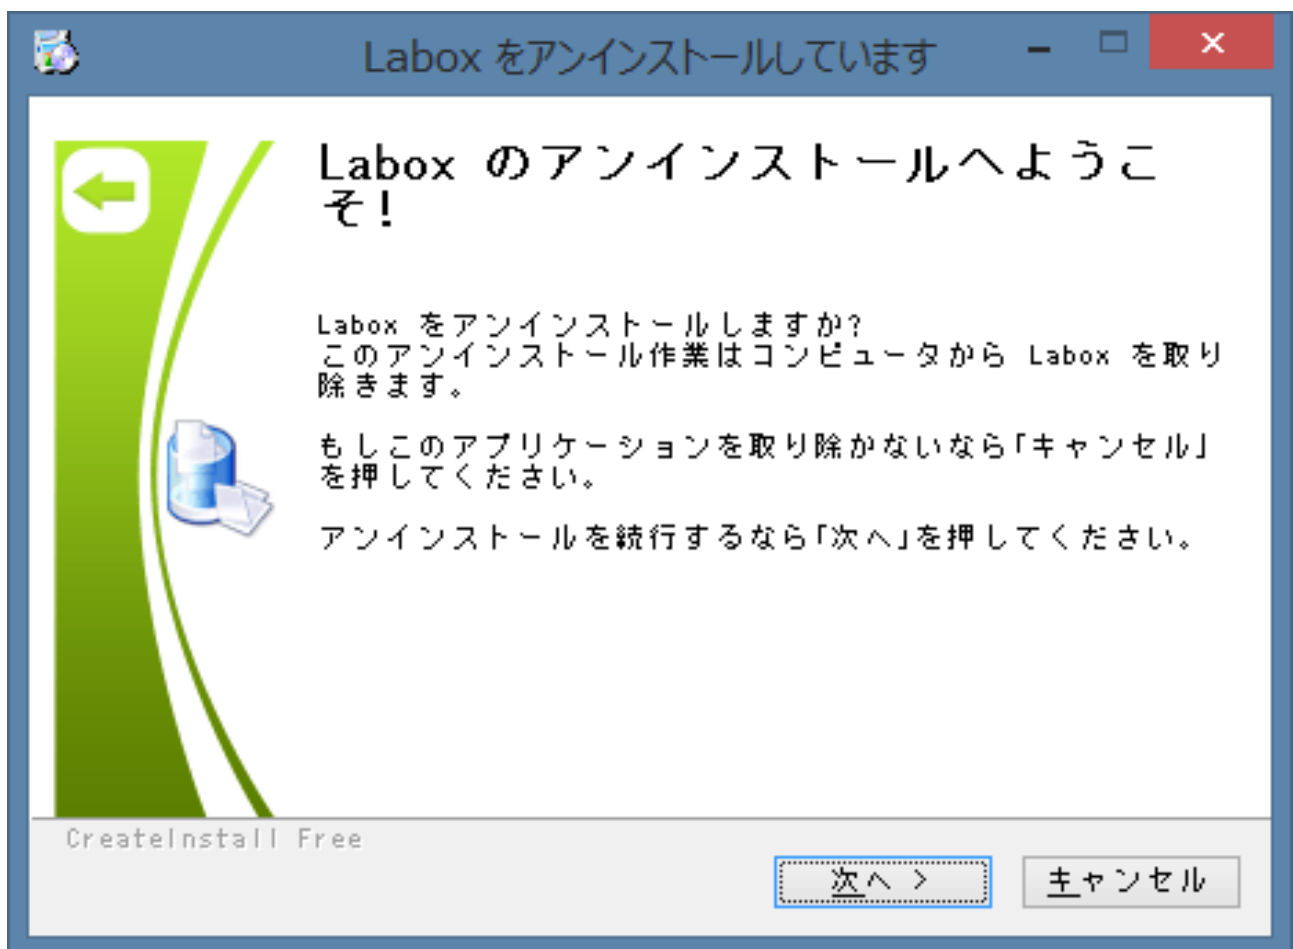 Labox をアンインストールしています
Labox のアンインストールへようこ
そ!
Labox をアンインストールしますか?
このアンインストール作業はコンピュータから Labox を取り
除きます。
もしこのアプリケーションを取り除かないなら「キャンセル」
を押してください。
アンインストールを続行するなら「次へ」を押してください。
CreateInstall Free
次へ >
キャンセル